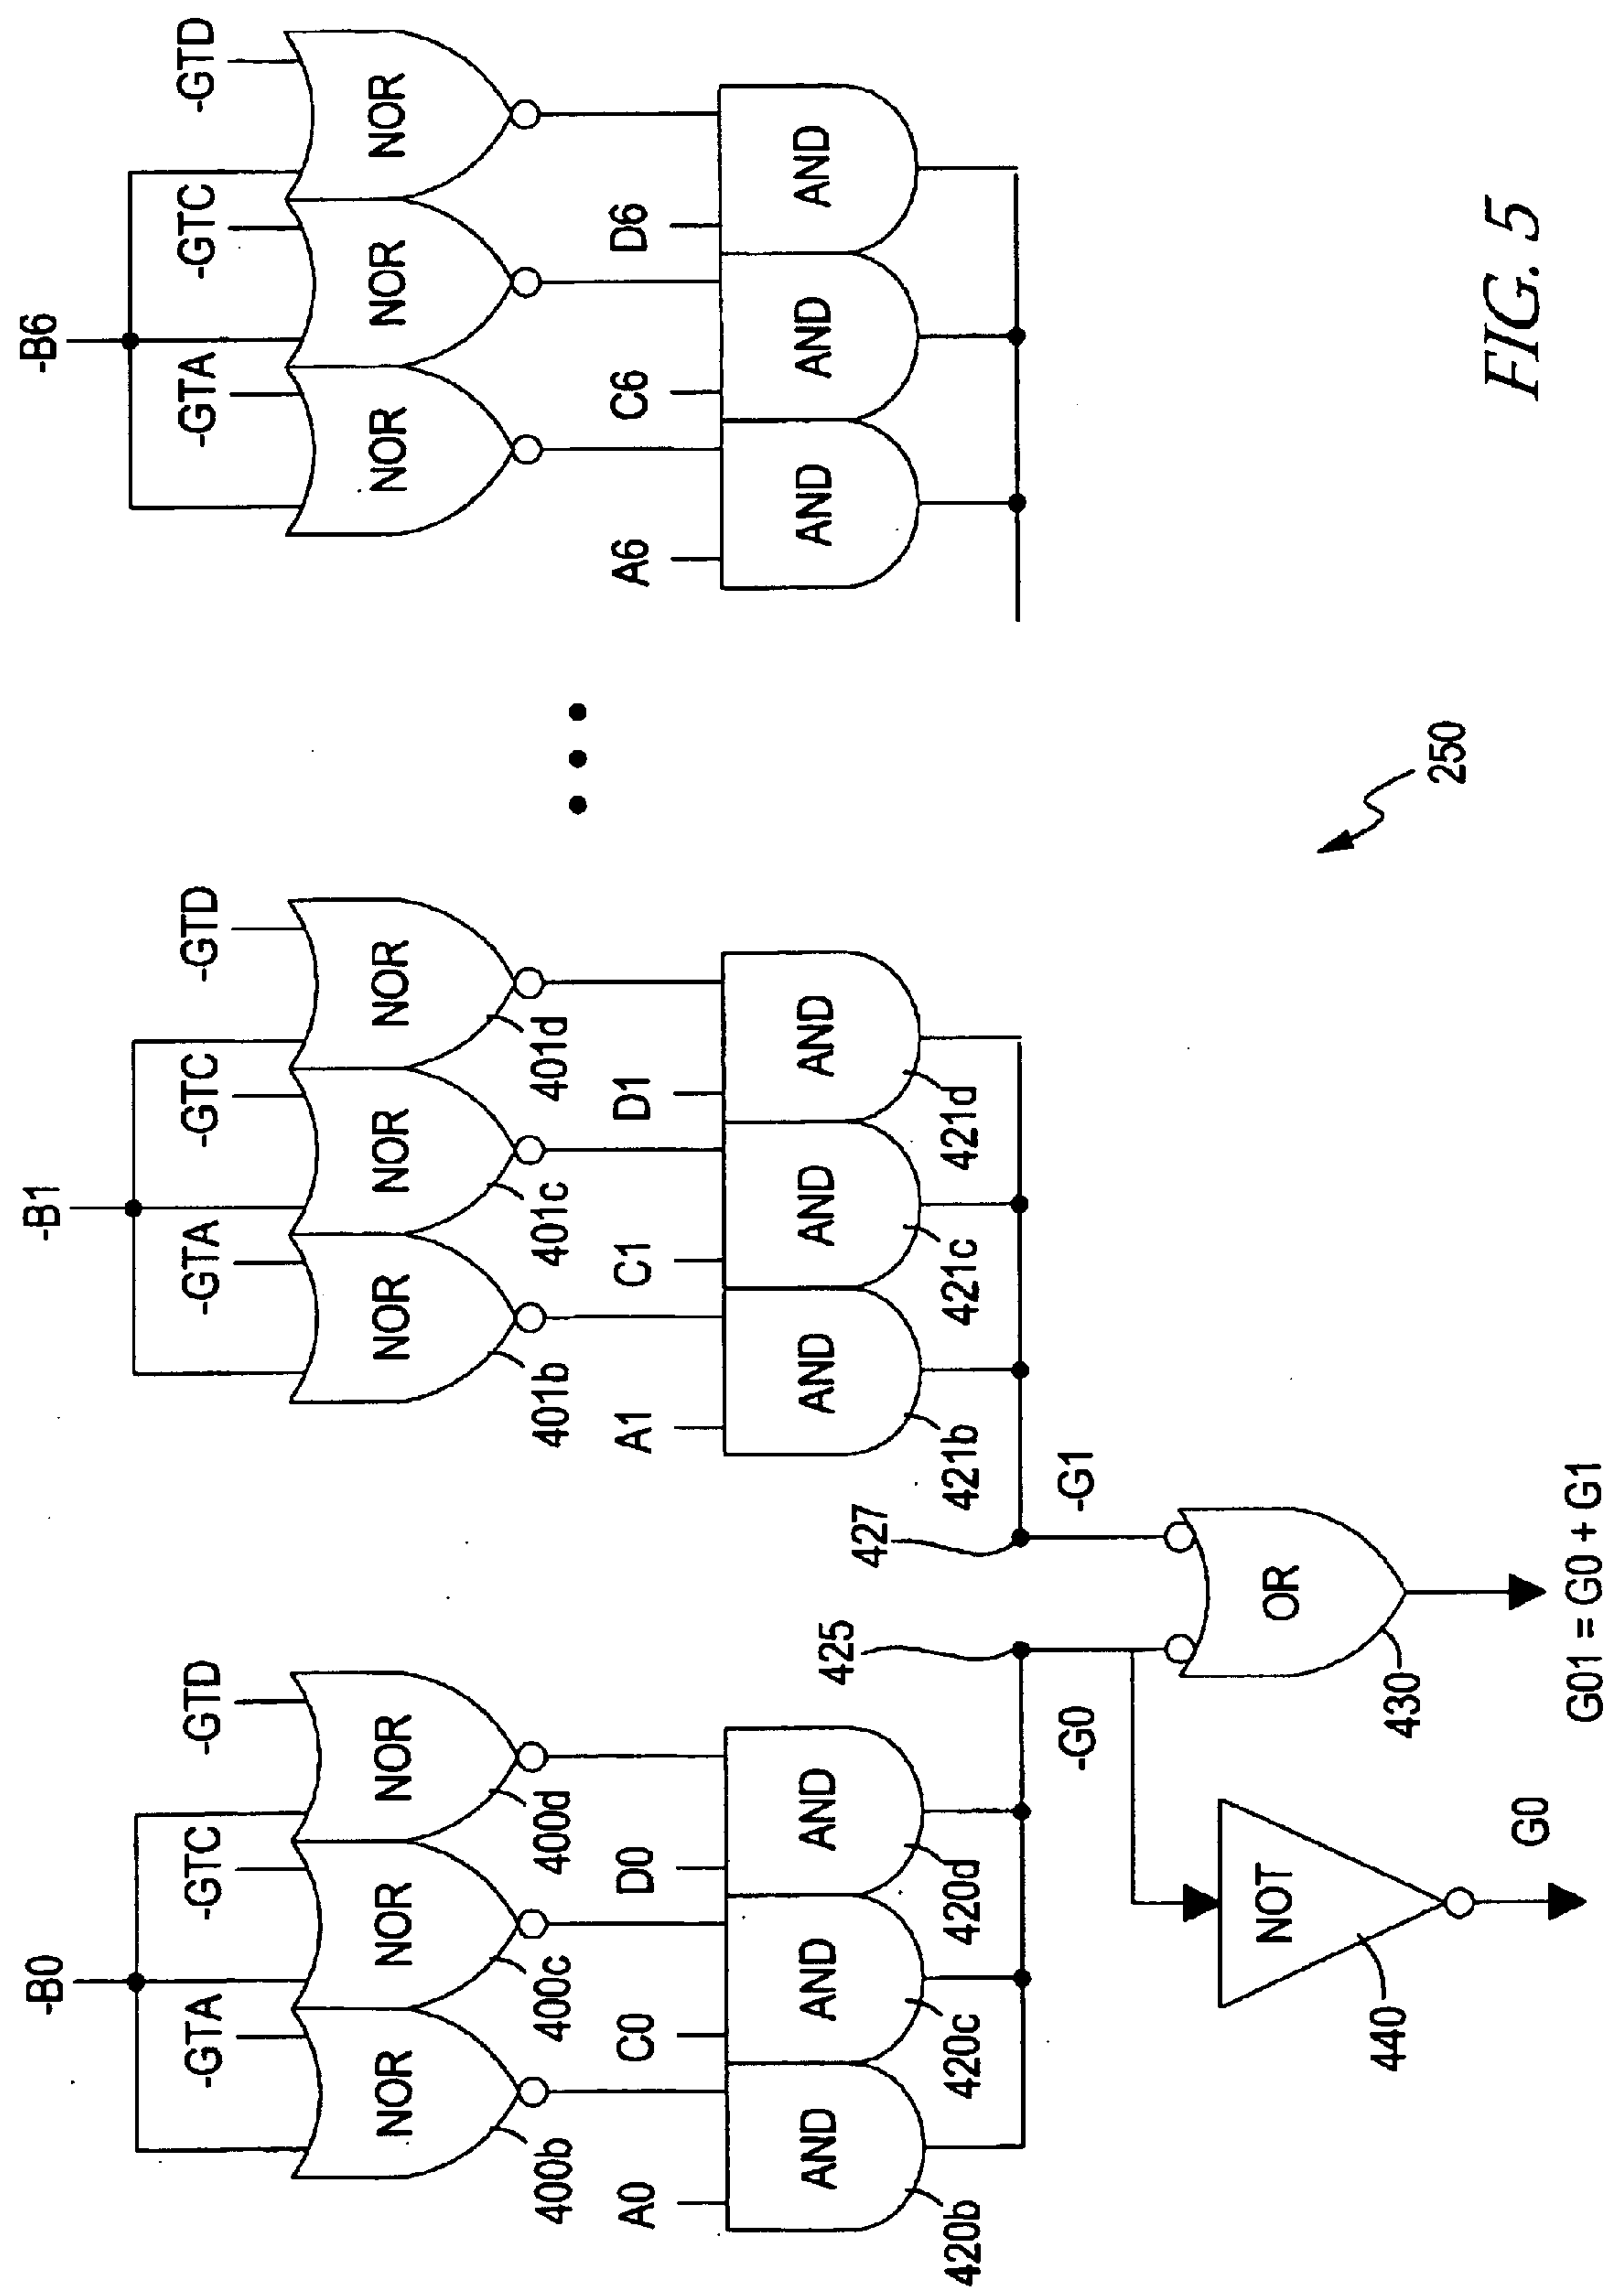 -B0
-B1
-B6
-GTA
-GTC
-GTD
-GTA
-GTC
-GTD
-GTA
-GTC
-GTD
NOR
NOR
NOR
NOR
NOR
NOR
NOR
NOR
NOR
400b
400c
400d
401b
401c
401d
A0
C0
D0
A1
C1
D1
A6
C6
D6
AND
AND
AND
AND
AND
AND
AND
AND
AND
420b
420c
420d
421b
421c
421d
425
427
-G0
-G1
NOT
OR
440
430
250
G0
G01 = G0 + G1
FIG. 5